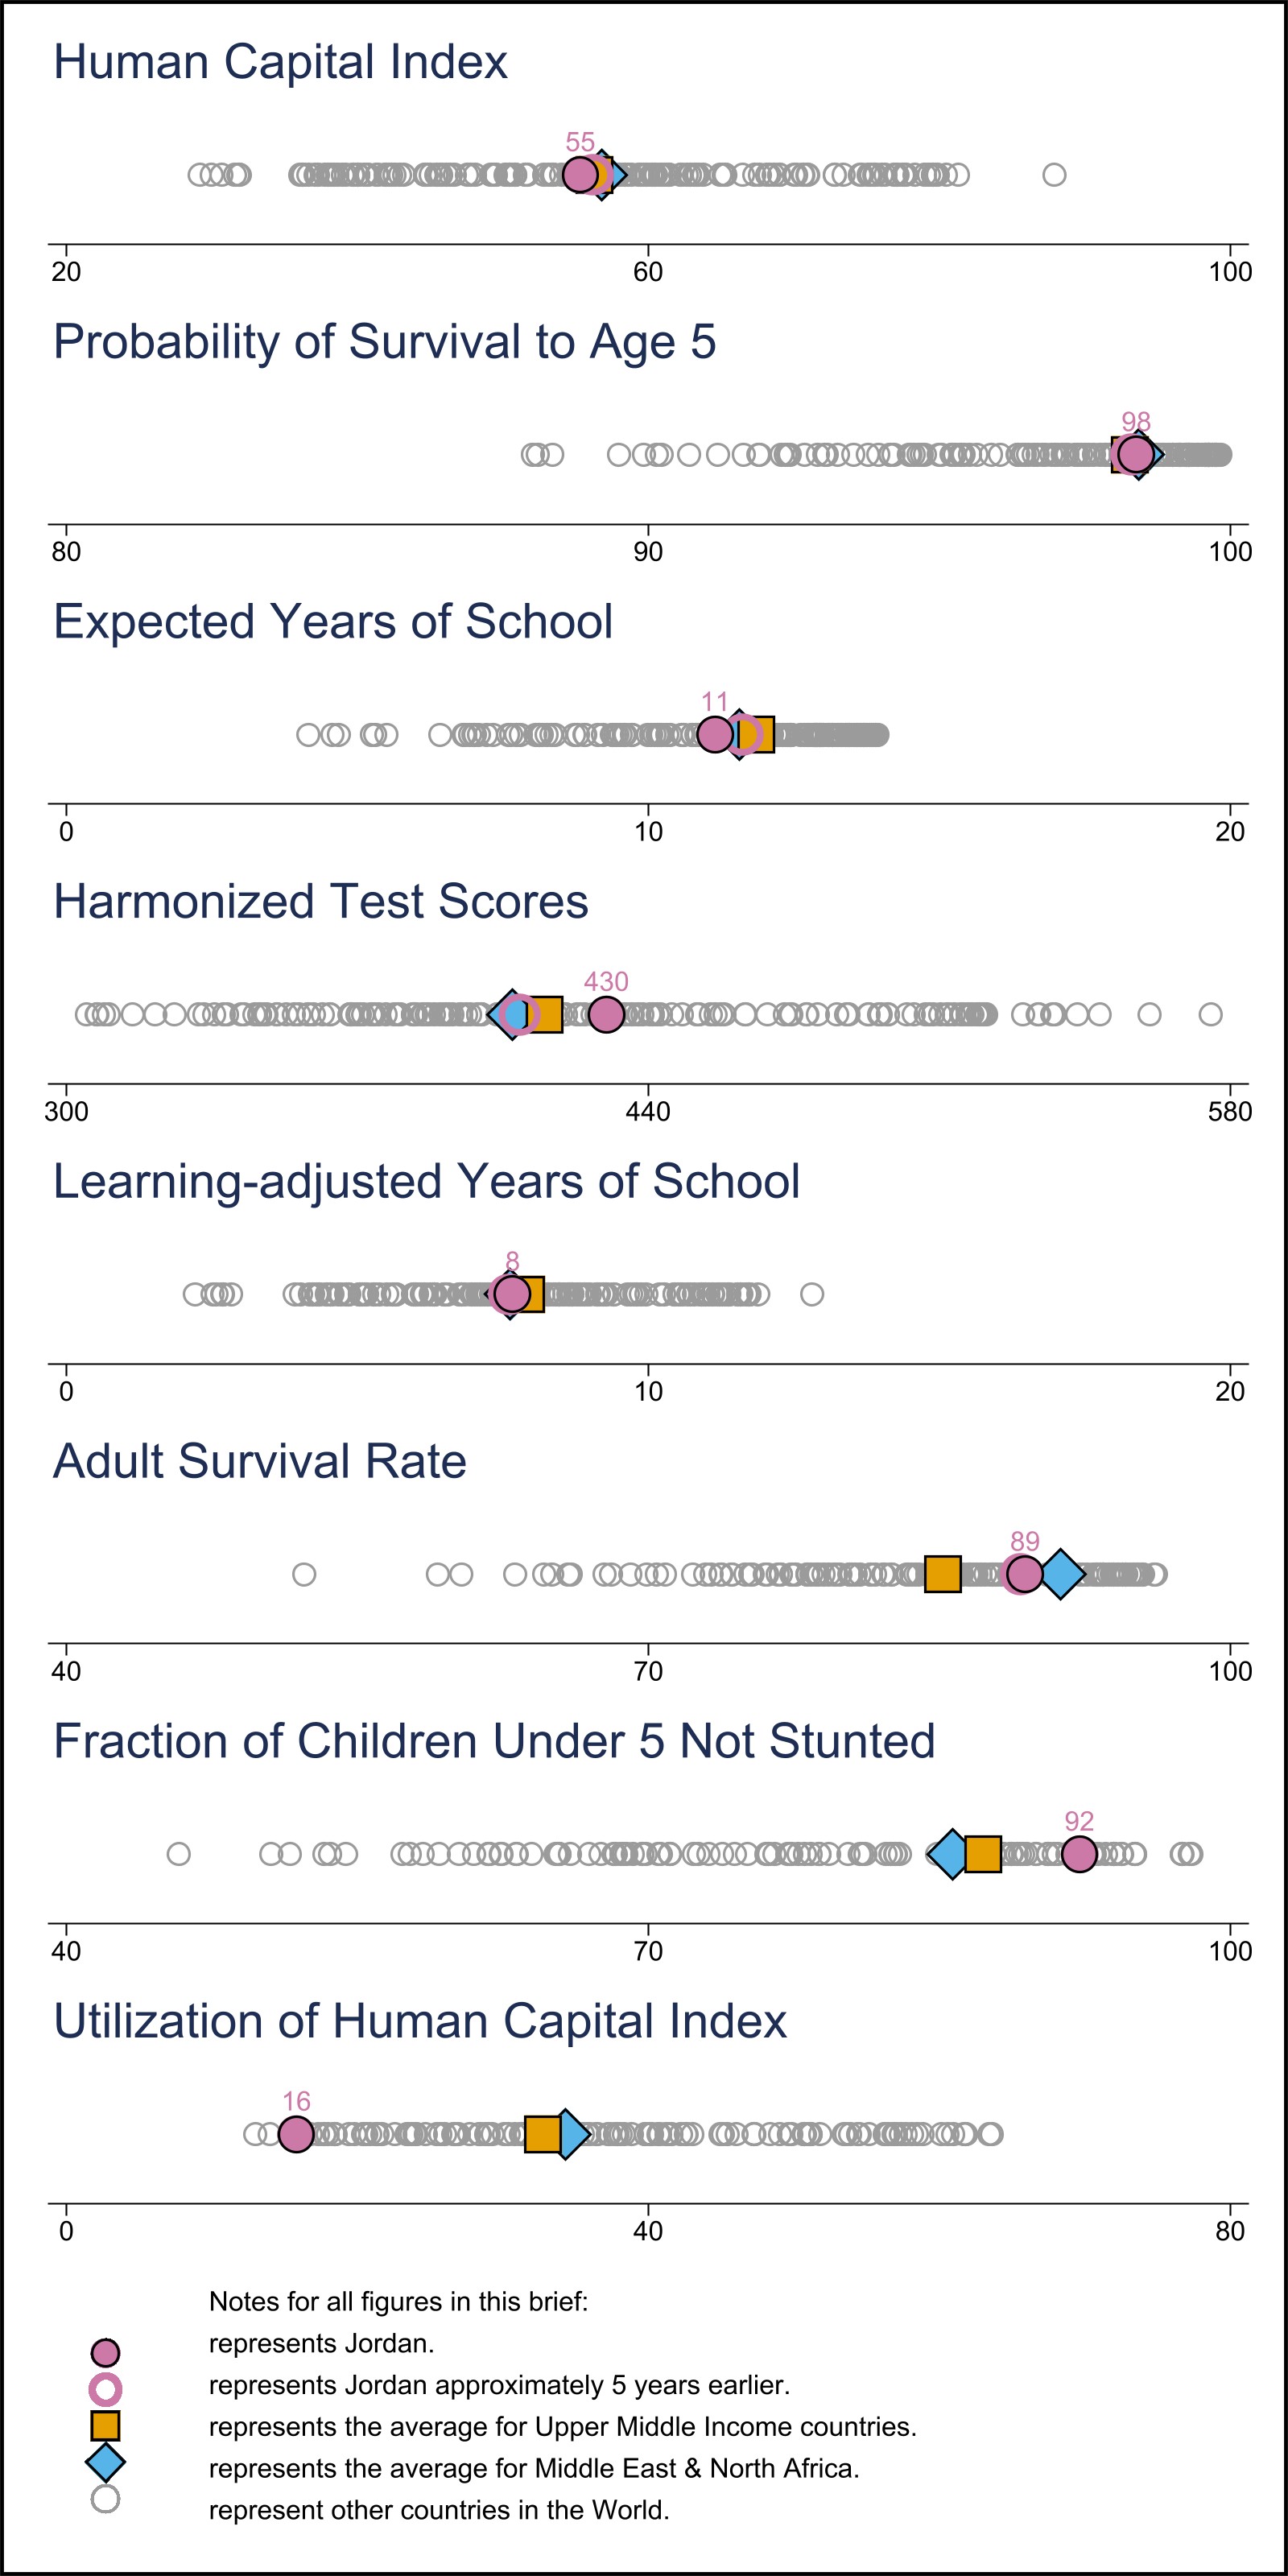 Human Capital Index
55
20 60 100
Probability of Survival to Age 5
98
80 90 100
Expected Years of School
11
0 10 20
Harmonized Test Scores
430
300 440 580
Learning-adjusted Years of School
8
0 10 20
Adult Survival Rate
89
40 70 100
Fraction of Children Under 5 Not Stunted
92
40 70 100
Utilization of Human Capital Index
16
0 40 80
Notes for all figures in this brief:
represents Jordan.
represents Jordan approximately 5 years earlier.
represents the average for Upper Middle Income countries.
represents the average for Middle East & North Africa.
represent other countries in the World.